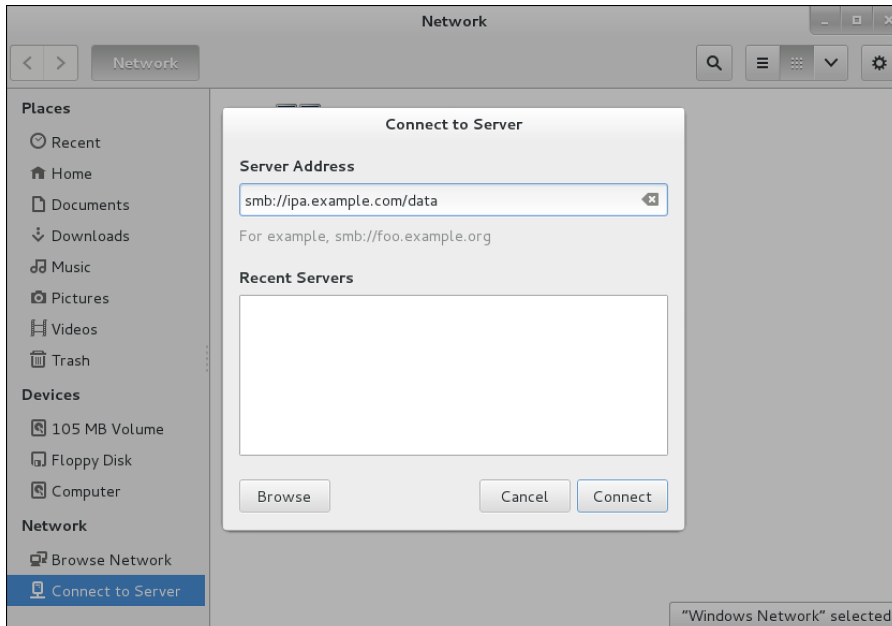 Network
Network
Places
Recent
Home
Documents
Downloads
Music
Pictures
Videos
Trash
Devices
105 MB Volume
Floppy Disk
Computer
Network
Browse Network
Connect to Server
Connect to Server
Server Address
smb://ipa.example.com/data
For example, smb://foo.example.org
Recent Servers
Browse
Cancel
Connect
"Windows Network" selected